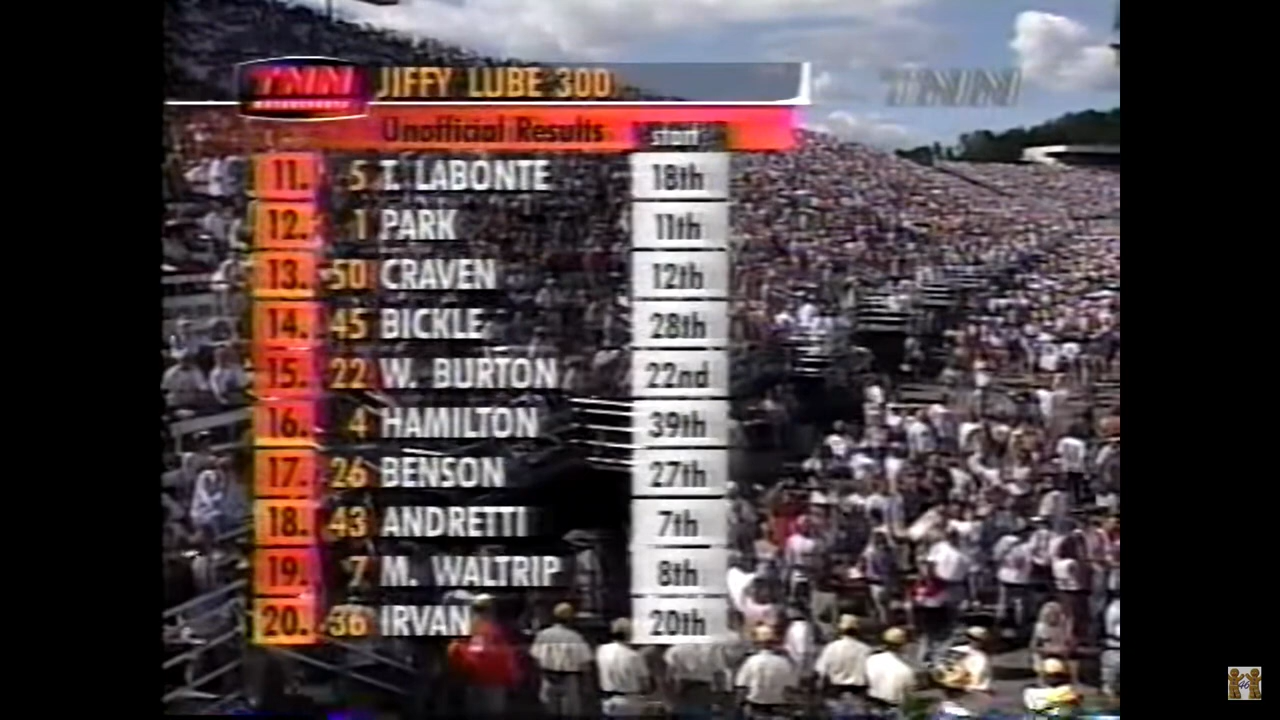 TNN JIFFY LUBE 300
TNN
MOTORSPORTS
Unofficial Results start
11. 5 T. LABONTE 18th
12. 1 PARK 11th
13. 50 CRAVEN 12th
14. 45 BICKLE 28th
15. 22 W. BURTON 22nd
16. 4 HAMILTON 39th
17. 26 BENSON 27th
18. 43 ANDRETTI 7th
19. 7 M. WALTRIP 8th
20. 36 IRVAN 20th